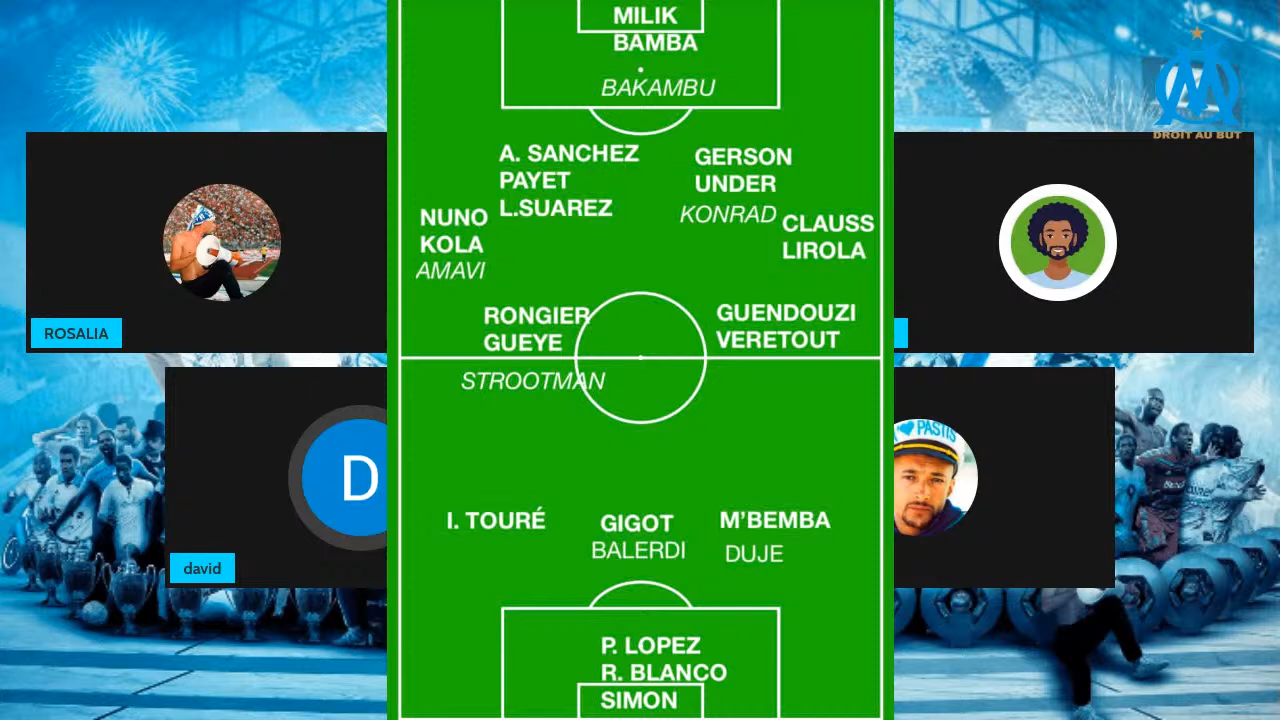 MILIK
BAMBA
BAKAMBU
DROIT AU BUT
A. SANCHEZ
PAYET
L.SUAREZ
GERSON
UNDER
KONRAD
NUNO
KOLA
AMAVI
CLAUSS
LIROLA
RONGIER
GUEYE
STROOTMAN
GUENDOUZI
VERETOUT
ROSALIA
I. TOURÉ
GIGOT
BALERDI
M'BEMBA
DUJE
D
david
I ♥ PASTIS
P. LOPEZ
R. BLANCO
SIMON